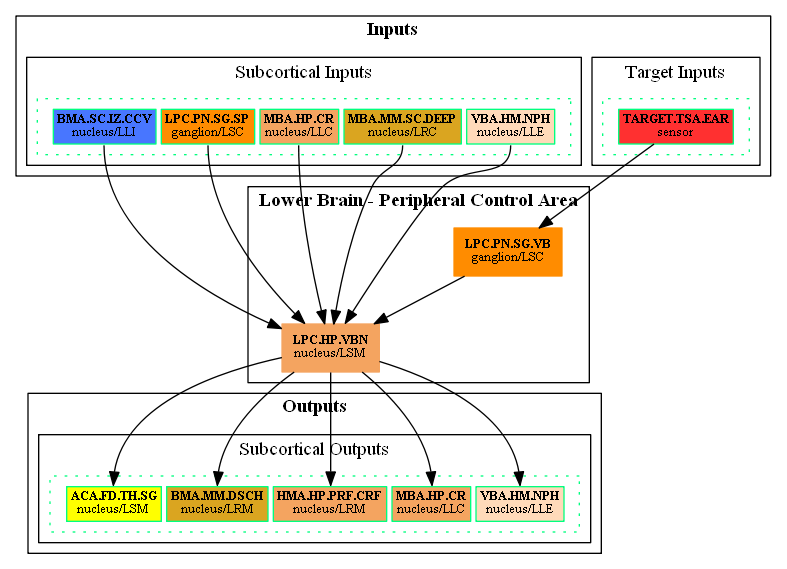 Inputs
Subcortical Inputs
Target Inputs
BMA.SC.IZ.CCV
nucleus/LLI
LPC.PN.SG.SP
ganglion/LSC
MBA.HP.CR
nucleus/LLC
MBA.MM.SC.DEEP
nucleus/LRC
VBA.HM.NPH
nucleus/LLE
TARGET.TSA.EAR
sensor
Lower Brain - Peripheral Control Area
LPC.PN.SG.VB
ganglion/LSC
LPC.HP.VBN
nucleus/LSM
Outputs
Subcortical Outputs
ACA.FD.TH.SG
nucleus/LSM
BMA.MM.DSCH
nucleus/LRM
HMA.HP.PRF.CRF
nucleus/LRM
MBA.HP.CR
nucleus/LLC
VBA.HM.NPH
nucleus/LLE